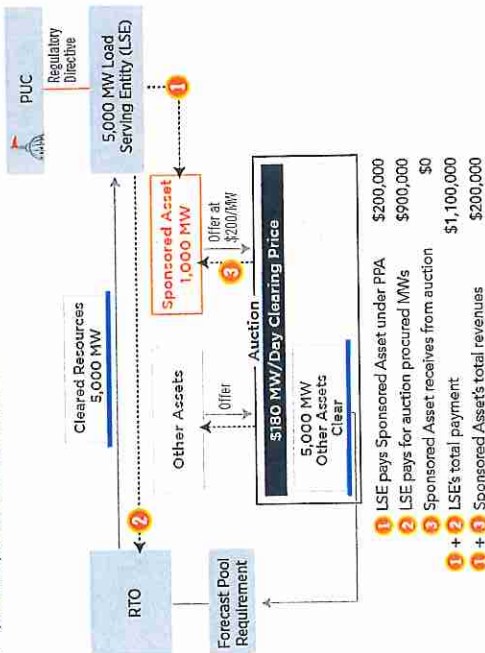 PUC
Regulatory
Directive
5,000 MW Load
Serving Entity (LSE)
1
Cleared Resources
5,000 MW
2
RTO
Forecast Pool
Requirement
Sponsored Asset
1,000 MW
Offer at
$200/MW
3
Other Assets
Offer
Auction
$180 MW/Day Clearing Price
5,000 MW
Other Assets
Clear
1 LSE pays Sponsored Asset under PPA $200,000
2 LSE pays for auction procured MWs $900,000
3 Sponsored Asset receives from auction $0
1 + 2 LSE's total payment $1,100,000
1 + 3 Sponsored Asset's total revenues $200,000